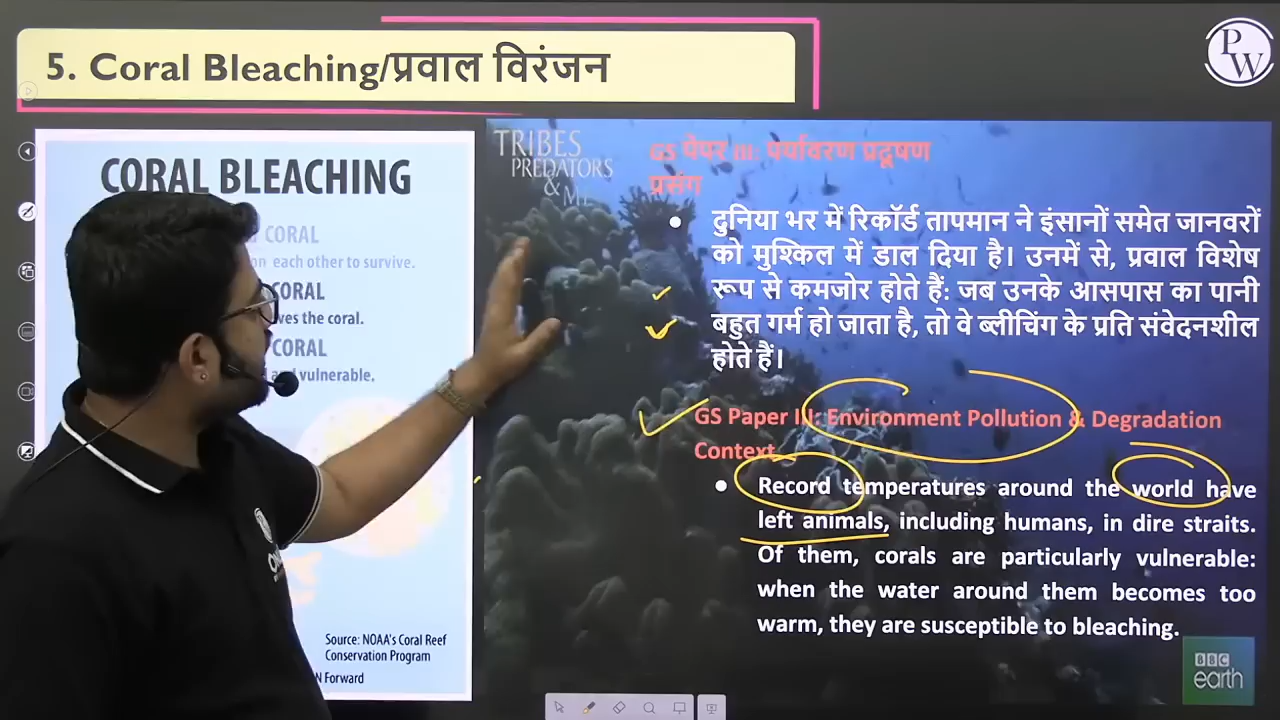 5. Coral Bleaching/प्रवाल विरंजन
P
W
CORAL BLEACHING
CORAL
on each other to survive.
CORAL
ves the coral.
CORAL
and vulnerable.
Source: NOAA's Coral Reef
Conservation Program
N Forward
TRIBES
PREDATORS
& ME
GS पेपर III: पर्यावरण प्रदूषण
प्रसंग
• दुनिया भर में रिकॉर्ड तापमान ने इंसानों समेत जानवरों
को मुश्किल में डाल दिया है। उनमें से, प्रवाल विशेष
रूप से कमजोर होते हैं: जब उनके आसपास का पानी
बहुत गर्म हो जाता है, तो वे ब्लीचिंग के प्रति संवेदनशील
होते हैं।
GS Paper III: Environment Pollution & Degradation
Context
• Record temperatures around the world have
left animals, including humans, in dire straits.
Of them, corals are particularly vulnerable:
when the water around them becomes too
warm, they are susceptible to bleaching.
BBC
earth